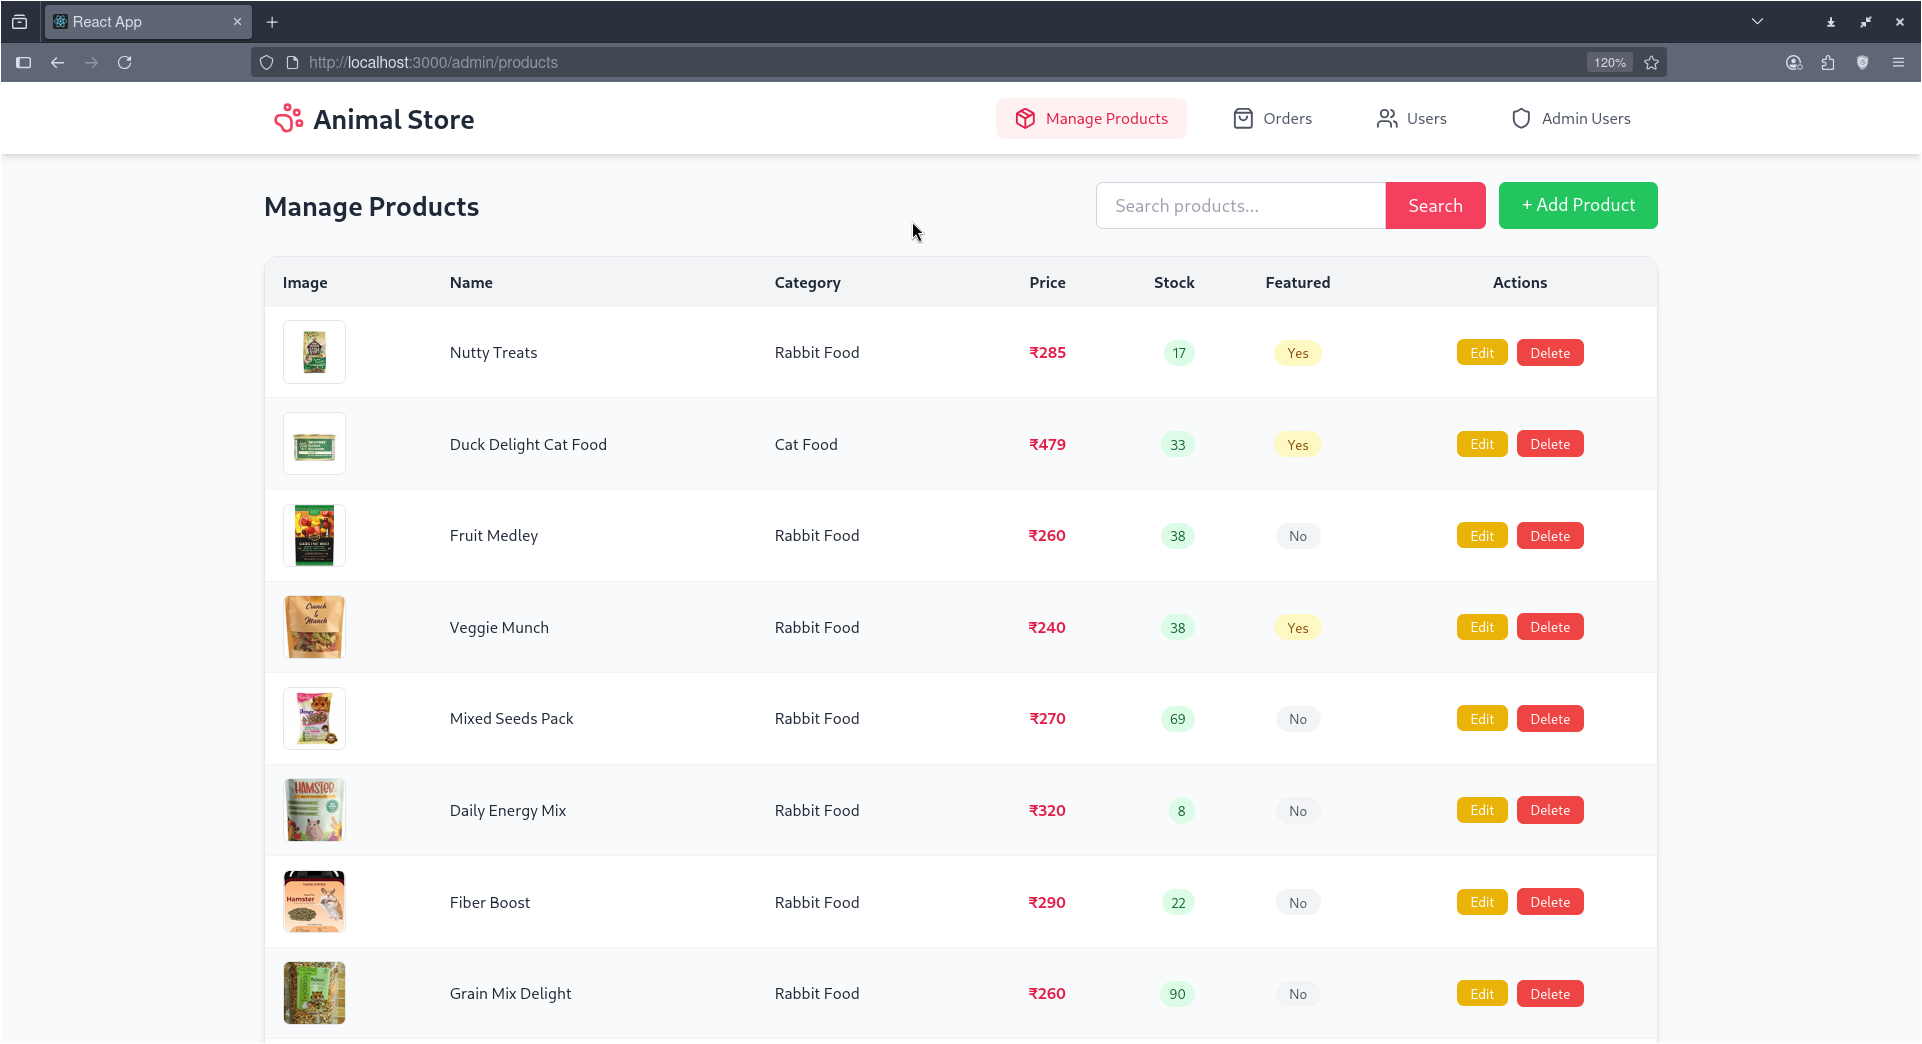 React App
http://localhost:3000/admin/products
120%
Animal Store
Manage Products
Orders
Users
Admin Users
Manage Products
Search products...
Search
+ Add Product
Image Name Category Price Stock Featured Actions
Nutty Treats Rabbit Food ₹285 17 Yes Edit Delete
Duck Delight Cat Food Cat Food ₹479 33 Yes Edit Delete
Fruit Medley Rabbit Food ₹260 38 No Edit Delete
Crunch
&
Munch
Veggie Munch Rabbit Food ₹240 38 Yes Edit Delete
Mixed Seeds Pack Rabbit Food ₹270 69 No Edit Delete
HAMSTER
Daily Energy Mix Rabbit Food ₹320 8 No Edit Delete
Hamster
Fiber Boost Rabbit Food ₹290 22 No Edit Delete
Grain Mix Delight Rabbit Food ₹260 90 No Edit Delete